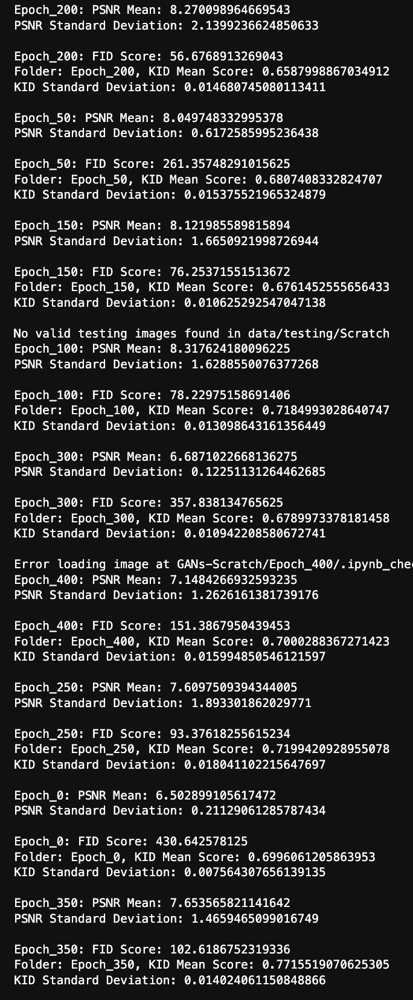 Epoch_200: PSNR Mean: 8.270098964669543
PSNR Standard Deviation: 2.1399236624850633
Epoch_200: FID Score: 56.6768913269043
Folder: Epoch_200, KID Mean Score: 0.6587998867034912
KID Standard Deviation: 0.014680745080113411
Epoch_50: PSNR Mean: 8.049748332995378
PSNR Standard Deviation: 0.6172585995236438
Epoch_50: FID Score: 261.35748291015625
Folder: Epoch_50, KID Mean Score: 0.6807408332824707
KID Standard Deviation: 0.015375521965324879
Epoch_150: PSNR Mean: 8.121985589815894
PSNR Standard Deviation: 1.6650921998726944
Epoch_150: FID Score: 76.25371551513672
Folder: Epoch_150, KID Mean Score: 0.6761452555656433
KID Standard Deviation: 0.010625292547047138
No valid testing images found in data/testing/Scratch
Epoch_100: PSNR Mean: 8.317624180096225
PSNR Standard Deviation: 1.6288550076377268
Epoch_100: FID Score: 78.22975158691406
Folder: Epoch_100, KID Mean Score: 0.7184993028640747
KID Standard Deviation: 0.013098643161356449
Epoch_300: PSNR Mean: 6.6871022668136275
PSNR Standard Deviation: 0.12251131264462685
Epoch_300: FID Score: 357.838134765625
Folder: Epoch_300, KID Mean Score: 0.6789973378181458
KID Standard Deviation: 0.010942208580672741
Error loading image at GANs-Scratch/Epoch_400/.ipynb_chec
Epoch_400: PSNR Mean: 7.1484266932593235
PSNR Standard Deviation: 1.2626161381739176
Epoch_400: FID Score: 151.3867950439453
Folder: Epoch_400, KID Mean Score: 0.7000288367271423
KID Standard Deviation: 0.015994850546121597
Epoch_250: PSNR Mean: 7.6097509394344005
PSNR Standard Deviation: 1.893301862029771
Epoch_250: FID Score: 93.37618255615234
Folder: Epoch_250, KID Mean Score: 0.7199420928955078
KID Standard Deviation: 0.018041102215647697
Epoch_0: PSNR Mean: 6.502899105617472
PSNR Standard Deviation: 0.21129061285787434
Epoch_0: FID Score: 430.642578125
Folder: Epoch_0, KID Mean Score: 0.6996061205863953
KID Standard Deviation: 0.007564307656139135
Epoch_350: PSNR Mean: 7.653565821141642
PSNR Standard Deviation: 1.4659465099016749
Epoch_350: FID Score: 102.6186752319336
Folder: Epoch_350, KID Mean Score: 0.7715519070625305
KID Standard Deviation: 0.014024061150848866